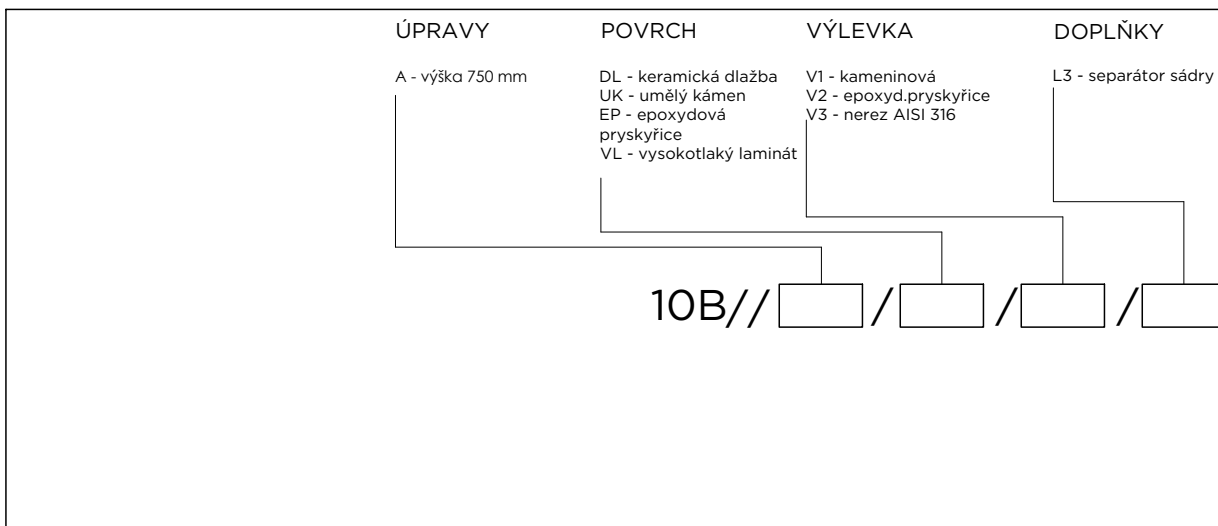 ÚPRAVY
A - výška 750 mm
POVRCH
DL - keramická dlažba
UK - umělý kámen
EP - epoxydová
pryskyřice
VL - vysokotlaký laminát
VÝLEVKA
V1 - kameninová
V2 - epoxyd.pryskyřice
V3 - nerez AISI 316
DOPLŇKY
L3 - separátor sádry
10B// / / /